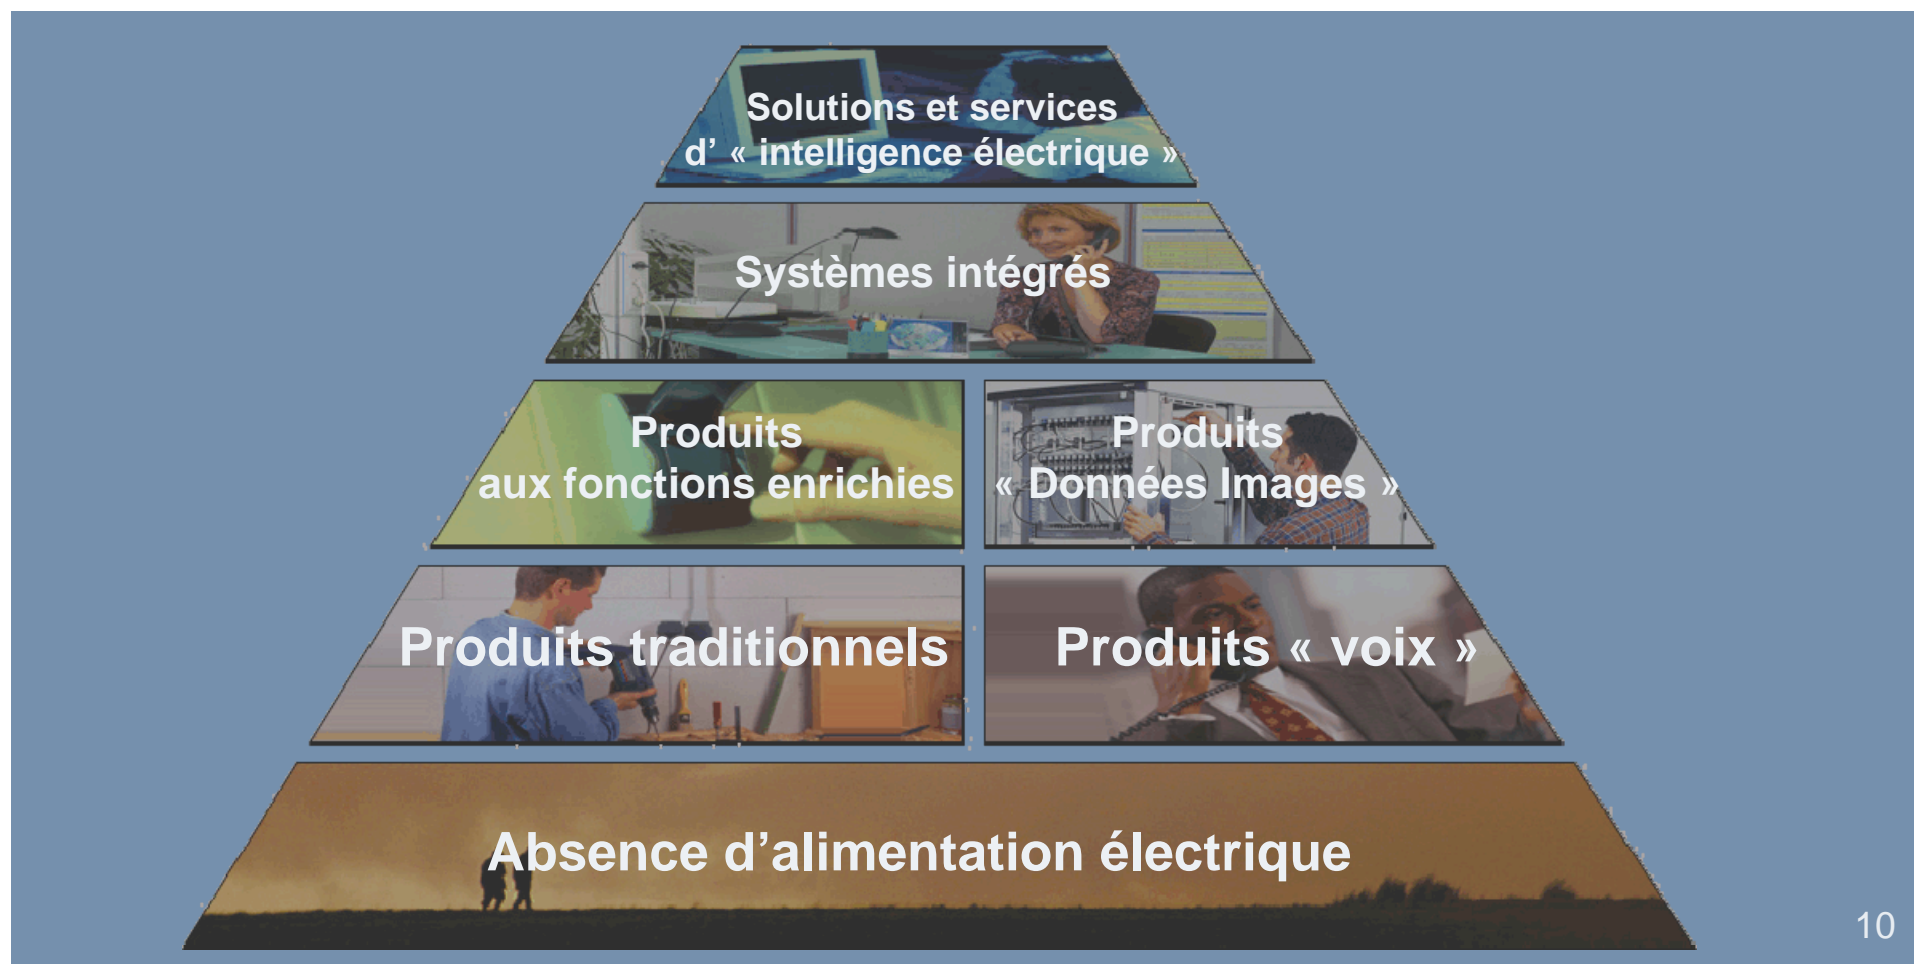 Solutions et services
d' « intelligence électrique »
Systèmes intégrés
Produits
aux fonctions enrichies
Produits
« Données Images »
Produits traditionnels
Produits « voix »
Absence d’alimentation électrique
10